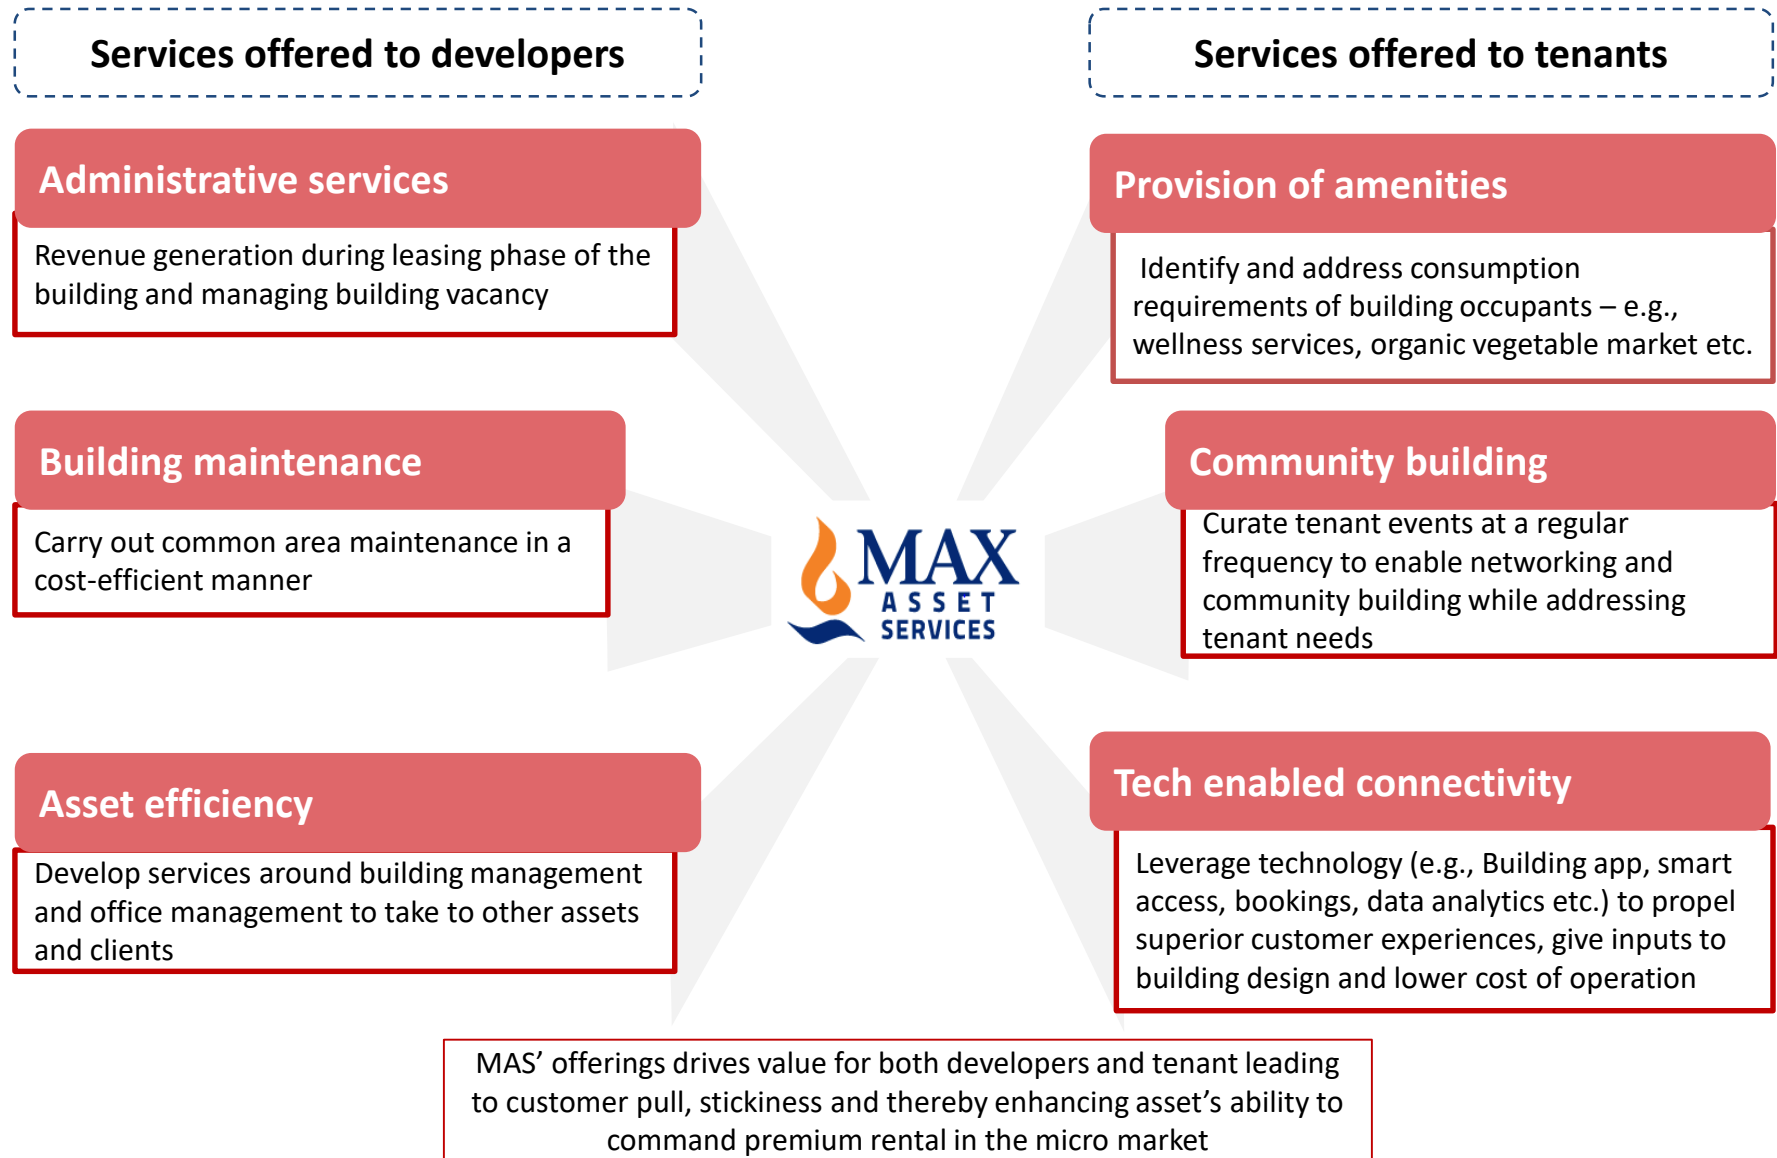 Services offered to developers
Administrative services
Revenue generation during leasing phase of the
building and managing building vacancy
Building maintenance
Carry out common area maintenance in a
cost-efficient manner
Asset efficiency
Develop services around building management
and office management to take to other assets
and clients
MAX
ASSET
SERVICES
Services offered to tenants
Provision of amenities
Identify and address consumption
requirements of building occupants – e.g.,
wellness services, organic vegetable market etc.
Community building
Curate tenant events at a regular
frequency to enable networking and
community building while addressing
tenant needs
Tech enabled connectivity
Leverage technology (e.g., Building app, smart
access, bookings, data analytics etc.) to propel
superior customer experiences, give inputs to
building design and lower cost of operation
MAS’ offerings drives value for both developers and tenant leading
to customer pull, stickiness and thereby enhancing asset’s ability to
command premium rental in the micro market